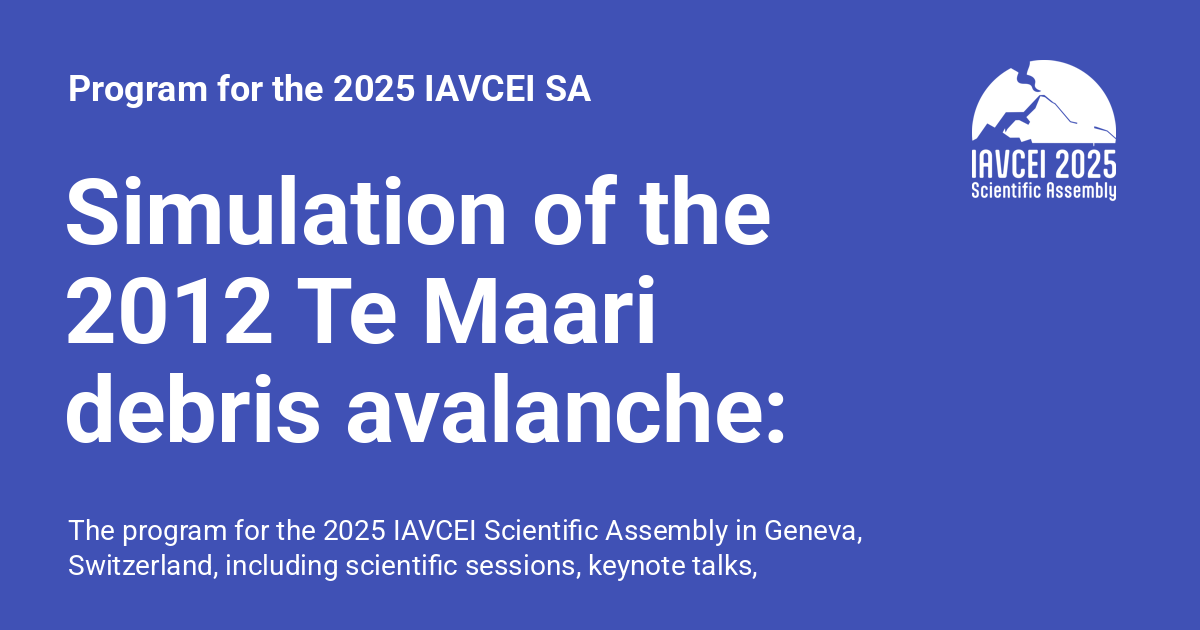 Program for the 2025 IAVCEI SA
IAVCEI 2025
Scientific Assembly
Simulation of the
2012 Te Maari
debris avalanche:
The program for the 2025 IAVCEI Scientific Assembly in Geneva,
Switzerland, including scientific sessions, keynote talks,